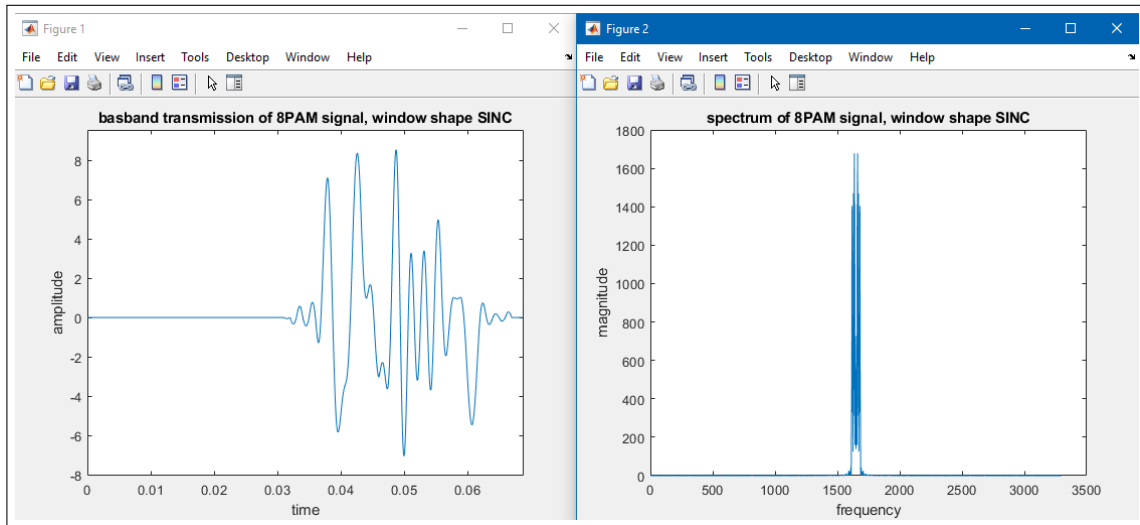 Figure 1
File Edit View Insert Tools Desktop Window Help
basband transmission of 8PAM signal, window shape SINC
8
6
4
2
0
-2
-4
-6
-8
amplitude
0 0.01 0.02 0.03 0.04 0.05 0.06
time
Figure 2
File Edit View Insert Tools Desktop Window Help
spectrum of 8PAM signal, window shape SINC
1800
1600
1400
1200
1000
800
600
400
200
0
magnitude
0 500 1000 1500 2000 2500 3000 3500
frequency